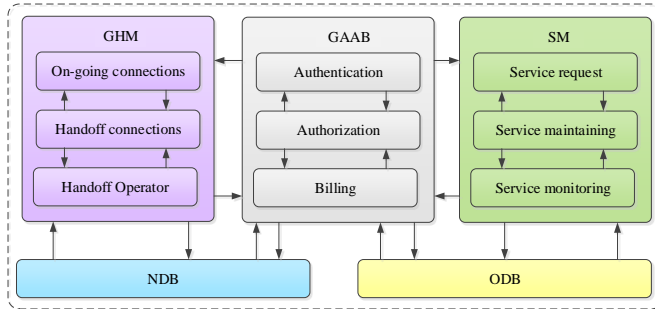 GHM
On-going connections
Handoff connections
Handoff Operator
GAAB
Authentication
Authorization
Billing
SM
Service request
Service maintaining
Service monitoring
NDB
ODB